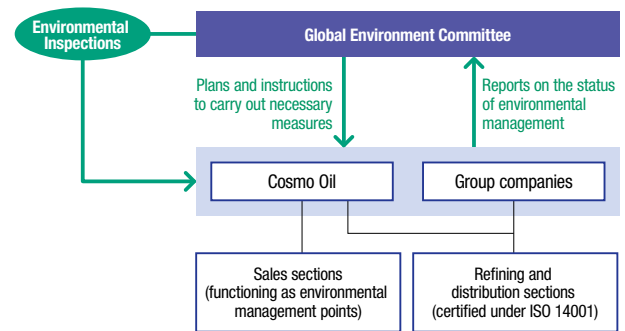 Environmental
Inspections
Global Environment Committee
Plans and instructions
to carry out necessary
measures
Reports on the status
of environmental
management
Cosmo Oil
Group companies
Sales sections
(functioning as environmental
management points)
Refining and
distribution sections
(certified under ISO 14001)